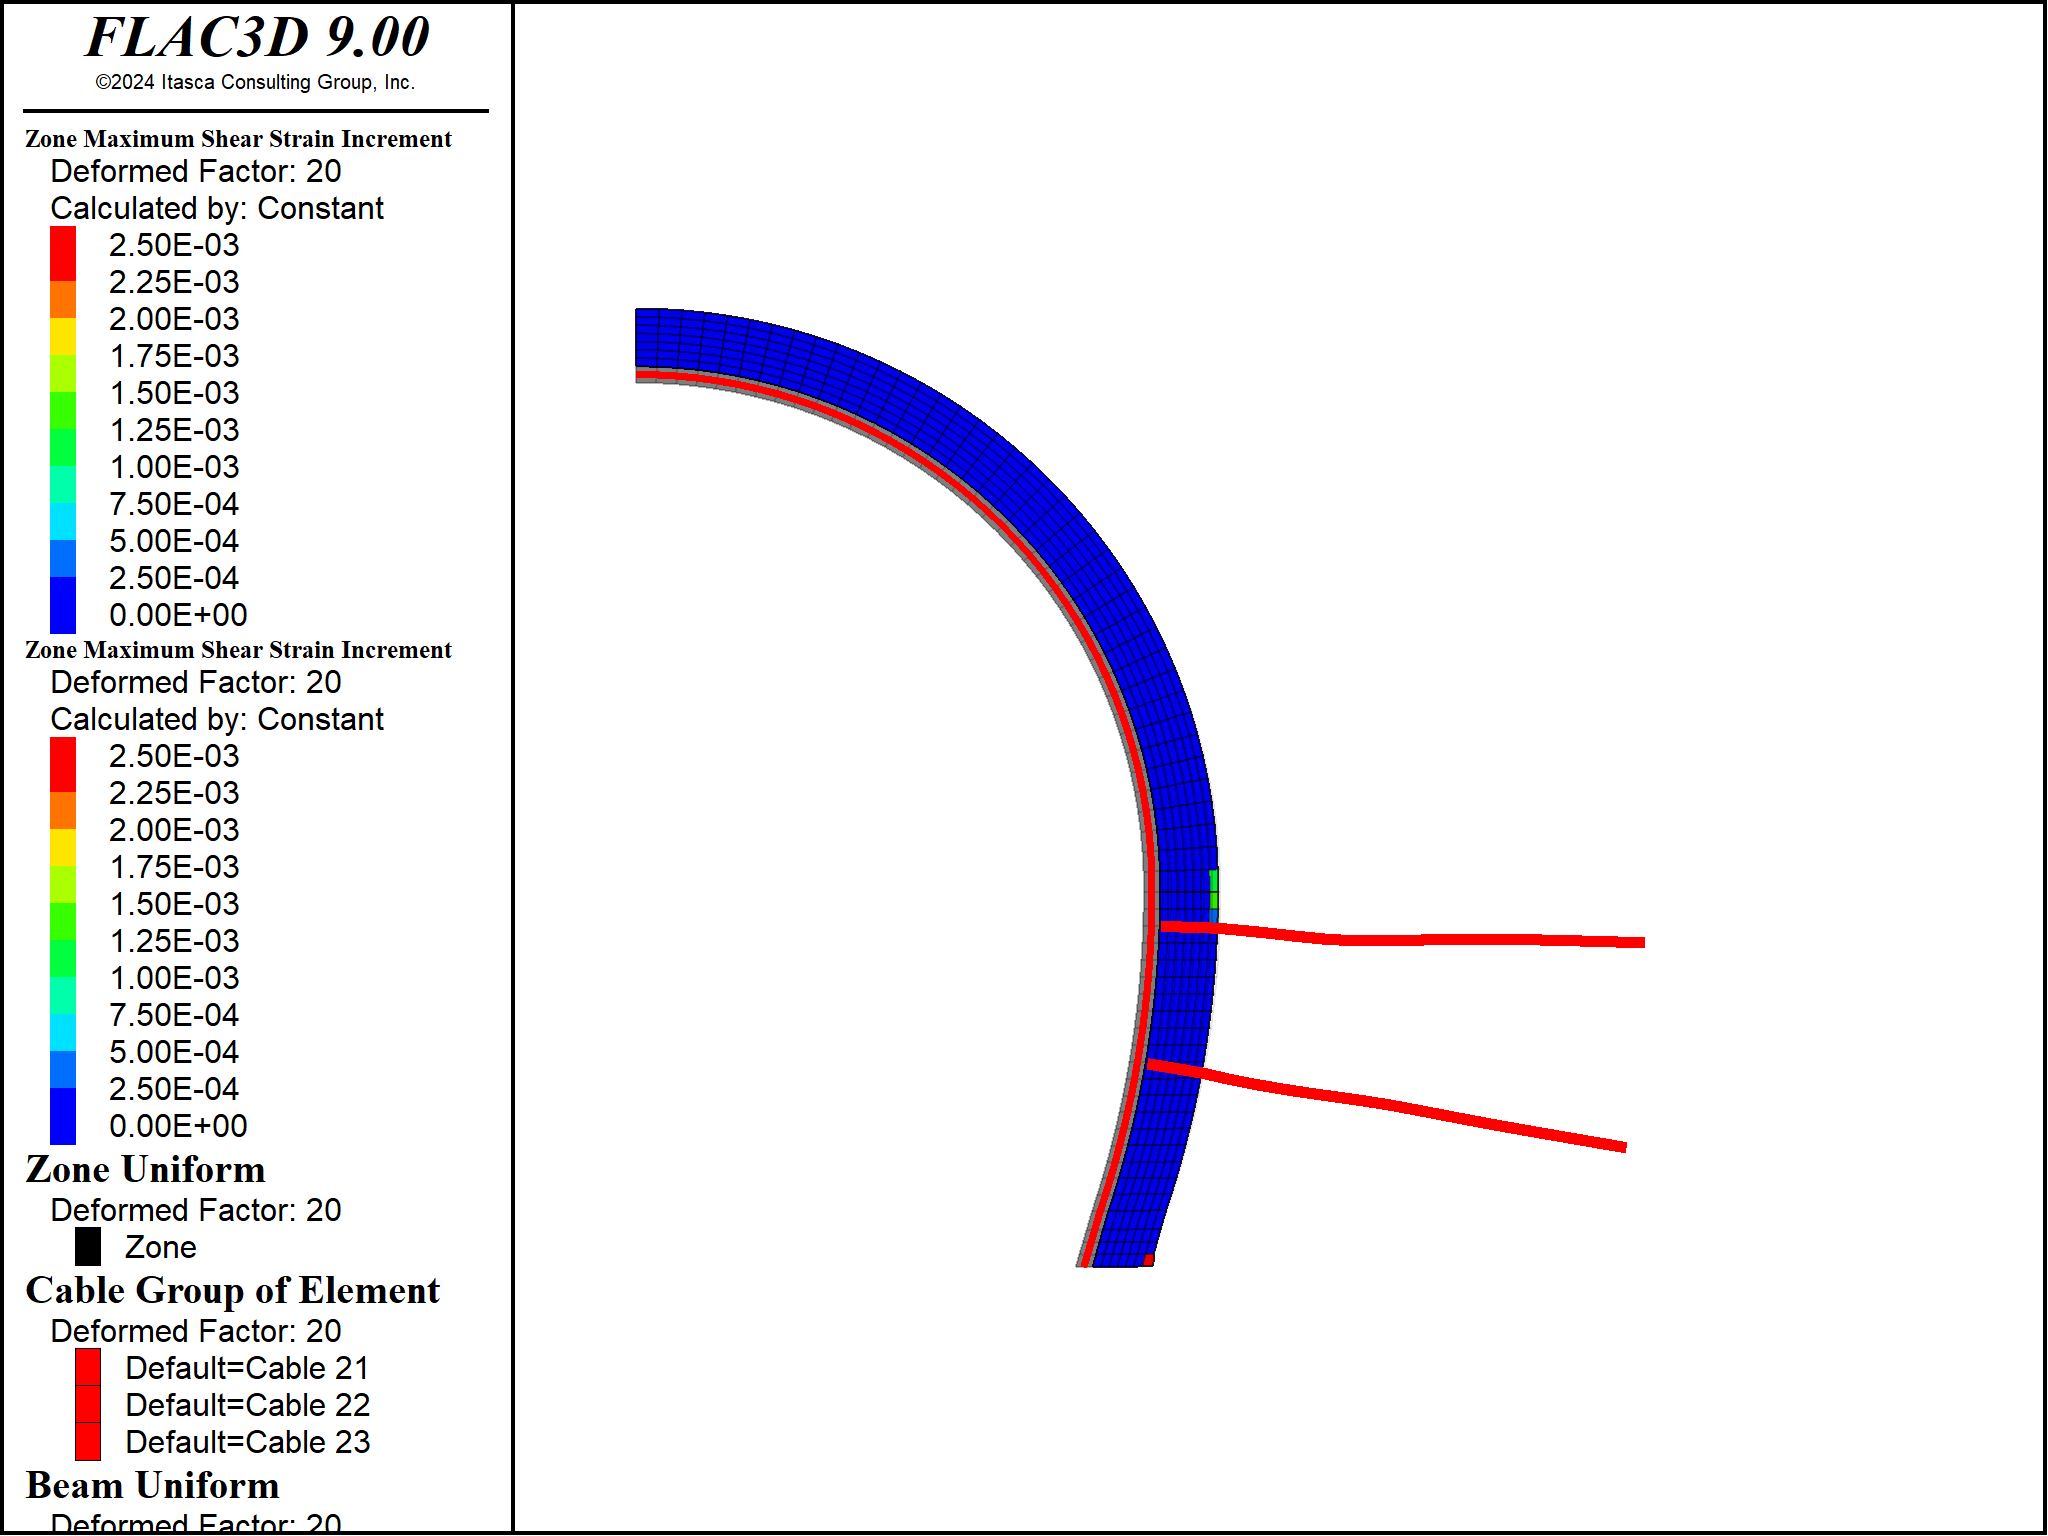 FLAC3D 9.00
©2024 Itasca Consulting Group, Inc.
Zone Maximum Shear Strain Increment
Deformed Factor: 20
Calculated by: Constant
2.50E-03
2.25E-03
2.00E-03
1.75E-03
1.50E-03
1.25E-03
1.00E-03
7.50E-04
5.00E-04
2.50E-04
0.00E+00
Zone Maximum Shear Strain Increment
Deformed Factor: 20
Calculated by: Constant
2.50E-03
2.25E-03
2.00E-03
1.75E-03
1.50E-03
1.25E-03
1.00E-03
7.50E-04
5.00E-04
2.50E-04
0.00E+00
Zone Uniform
Deformed Factor: 20
Zone
Cable Group of Element
Deformed Factor: 20
Default=Cable 21
Default=Cable 22
Default=Cable 23
Beam Uniform
Deformed Factor: 20